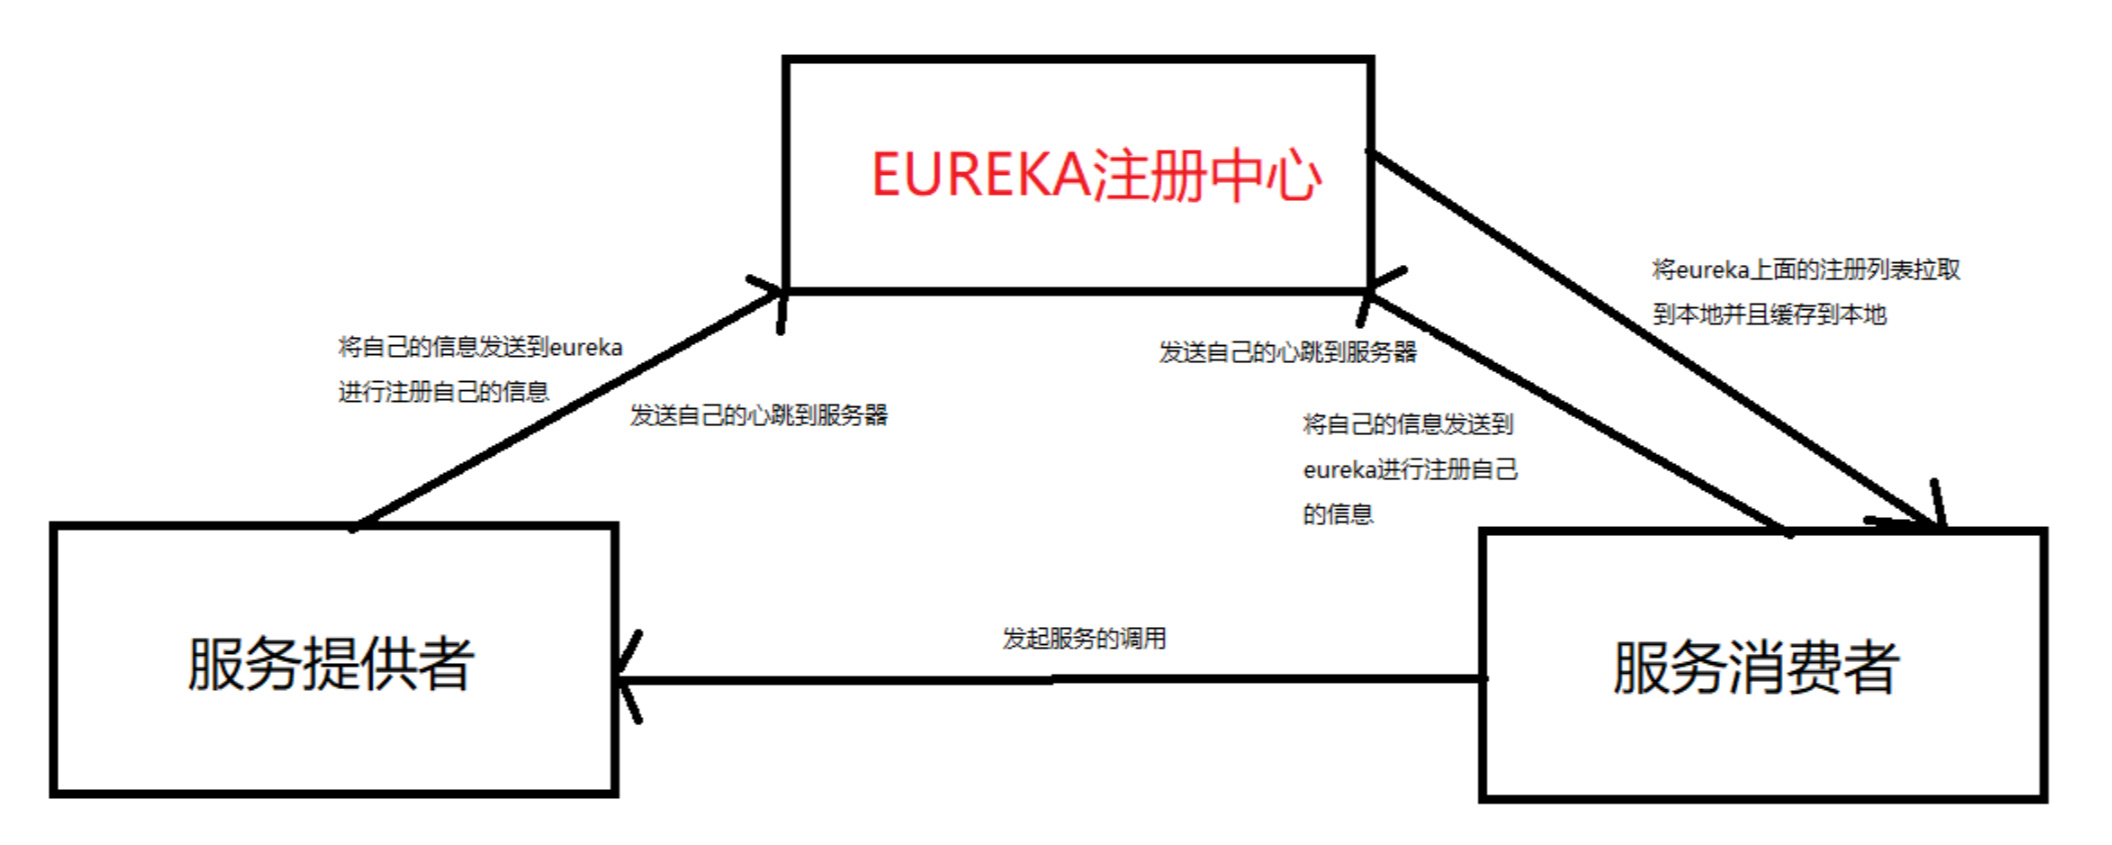 EUREKA注册中心
将eureka上面的注册列表拉取
到本地并且缓存到本地
将自己的信息发送到eureka
进行注册自己的信息
发送自己的心跳到服务器
发送自己的心跳到服务器
将自己的信息发送到
eureka进行注册自己
的信息
发起服务的调用
服务提供者
服务消费者